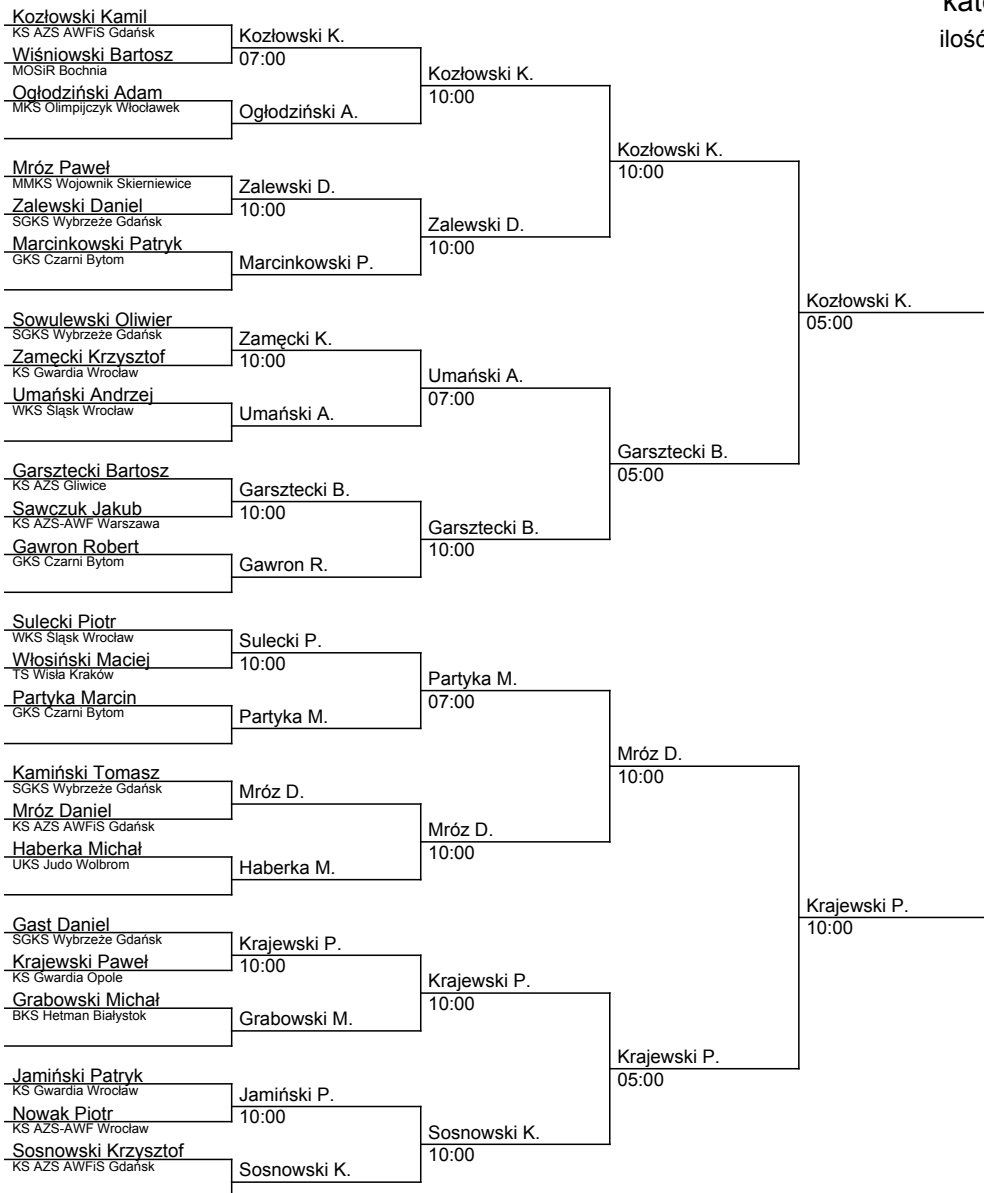 kat
ilość
Kozłowski Kamil
KS AZS AWFiS Gdańsk
Wiśniowski Bartosz
MOSiR Bochnia
Ogłodziński Adam
MKS Olimpijczyk Włocławek
Mróz Paweł
MMKS Wojownik Skierniewice
Zalewski Daniel
SGKS Wybrzeże Gdańsk
Marcinkowski Patryk
GKS Czarni Bytom
Sowulewski Oliwier
SGKS Wybrzeże Gdańsk
Zamęcki Krzysztof
KS Gwardia Wrocław
Umański Andrzej
WKS Śląsk Wrocław
Garsztecki Bartosz
KS AZS Gliwice
Sawczuk Jakub
KS AZS-AWF Warszawa
Gawron Robert
GKS Czarni Bytom
Sulecki Piotr
WKS Śląsk Wrocław
Włosiński Maciej
TS Wisła Kraków
Partyka Marcin
GKS Czarni Bytom
Kamiński Tomasz
SGKS Wybrzeże Gdańsk
Mróz Daniel
KS AZS AWFiS Gdańsk
Haberka Michał
UKS Judo Wolbrom
Gast Daniel
SGKS Wybrzeże Gdańsk
Krajewski Paweł
KS Gwardia Opole
Grabowski Michał
BKS Hetman Białystok
Jamiński Patryk
KS Gwardia Wrocław
Nowak Piotr
KS AZS-AWF Wrocław
Sosnowski Krzysztof
KS AZS AWFiS Gdańsk
Kozłowski K.
07:00
Ogłodziński A.
Zalewski D.
10:00
Marcinkowski P.
Zamęcki K.
10:00
Umański A.
Garsztecki B.
10:00
Gawron R.
Sulecki P.
10:00
Partyka M.
Mróz D.
Haberka M.
Krajewski P.
10:00
Grabowski M.
Jamiński P.
10:00
Sosnowski K.
Kozłowski K.
10:00
Zalewski D.
10:00
Umański A.
07:00
Garsztecki B.
10:00
Partyka M.
07:00
Mróz D.
10:00
Krajewski P.
10:00
Sosnowski K.
10:00
Kozłowski K.
10:00
Garsztecki B.
05:00
Mróz D.
10:00
Krajewski P.
05:00
Kozłowski K.
05:00
Krajewski P.
10:00